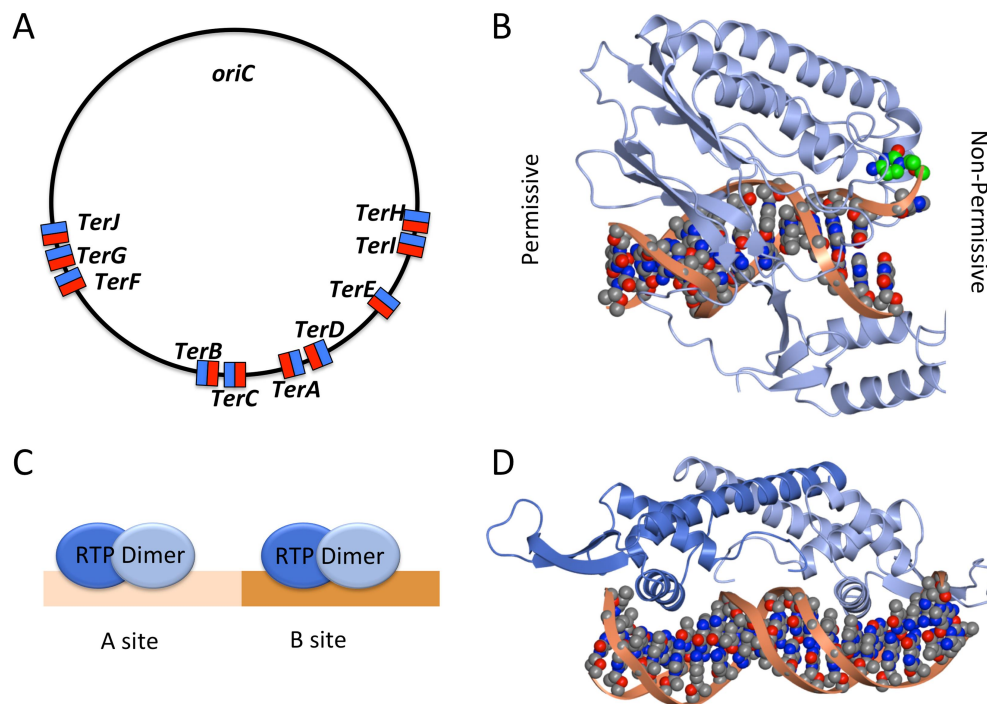 A
oriC
TerJ
TerG
TerF
TerH
TerI
TerE
TerD
TerB
TerC
TerA
B
Permissive
Non-Permissive
C
RTP Dimer
RTP Dimer
A site
B site
D